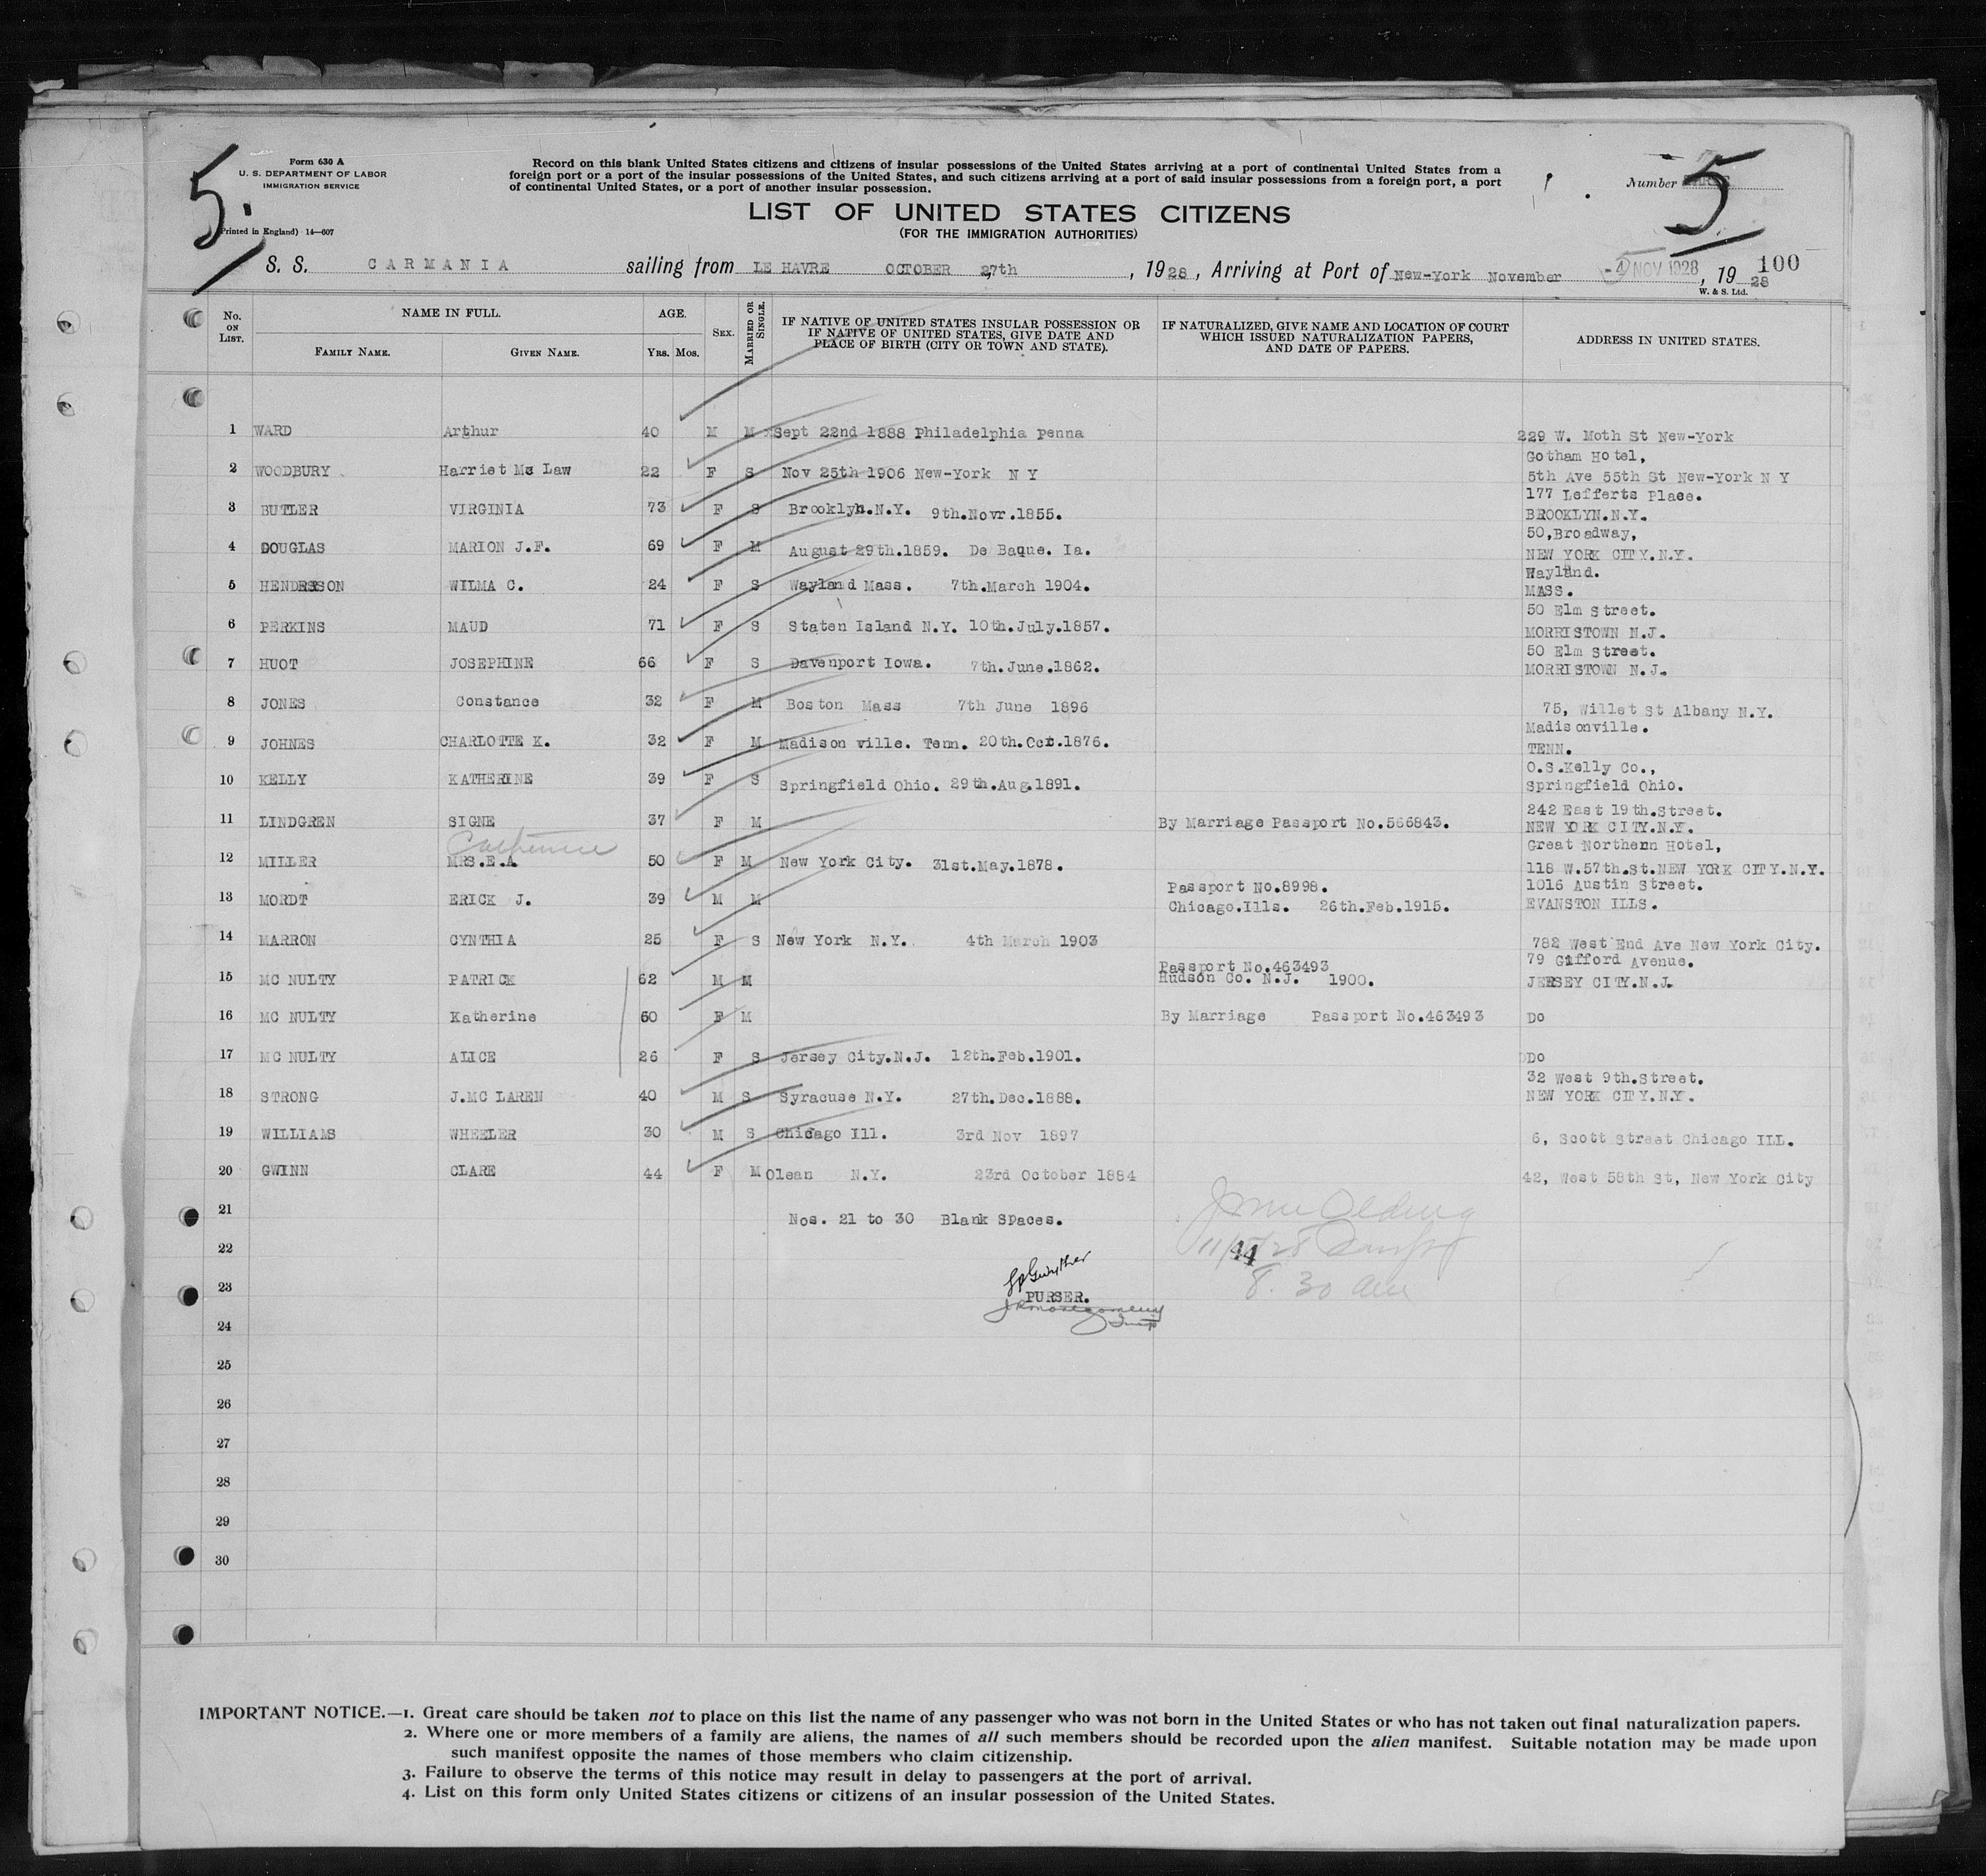 5.
Form 630 A
U. S. DEPARTMENT OF LABOR
IMMIGRATION SERVICE
Printed in England) 14—607
Record on this blank United States citizens and citizens of insular possessions of the United States arriving at a port of continental United States from a
foreign port or a port of the insular possessions of the United States, and such citizens arriving at a port of said insular possessions from a foreign port, a port
of continental United States, or a port of another insular possession.
Number 5
LIST OF UNITED STATES CITIZENS
(FOR THE IMMIGRATION AUTHORITIES)
S. S. CARMANIA sailing from LE HAVRE OCTOBER 27th, 1928, Arriving at Port of New-York November -4 NOV 1928, 1928 100
W. & S. Ltd.
No. ON LIST. NAME IN FULL. FAMILY NAME. GIVEN NAME. AGE. YRS. MOS. SEX. MARRIED OR SINGLE.
IF NATIVE OF UNITED STATES INSULAR POSSESSION OR
IF NATIVE OF UNITED STATES, GIVE DATE AND
PLACE OF BIRTH (CITY OR TOWN AND STATE).
IF NATURALIZED, GIVE NAME AND LOCATION OF COURT
WHICH ISSUED NATURALIZATION PAPERS,
AND DATE OF PAPERS.
ADDRESS IN UNITED STATES.
1 WARD Arthur 40 M M Sept 22nd 1888 Philadelphia Penna 229 W. Moth St New-York
Gotham Hotel,
2 WOODBURY Harriet Mc Law 22 F S Nov 25th 1906 New-York N Y 5th Ave 55th St New-York N Y
177 Lefferts Place.
3 BUTLER VIRGINIA 73 F S Brooklyn.N.Y. 9th.Novr.1855. BROOKLYN.N.Y.
50,Broadway,
4 DOUGLAS MARION J.F. 69 F M August 29th.1859. De Baque. Ia. NEW YORK CITY.N.Y.
Wayland.
5 WILMA C. 24 F S Wayland Mass. 7th.March 1904. MASS.
50 Elm Street.
6 PERKINS MAUD 71 F S Staten Island N.Y. 10th.July.1857. MORRISTOWN N.J.
50 Elm Street.
7 HUOT JOSEPHINE 66 F S Davenport Iowa. 7th.June.1862. MORRISTOWN N.J.
8 JONES Constance 32 F M Boston Mass 7th June 1896 75, Willet St Albany N.Y.
Madisonville.
9 JOHNES CHARLOTTE K. 32 F M Madison ville. Tenn. 20th.Oct.1876. TENN.
O.S.Kelly Co.,
10 KELLY KATHERINE 39 F S Springfield Ohio. 29th.Aug.1891. Springfield Ohio.
242 East 19th.Street.
11 LINDGREN SIGNE 37 F M By Marriage Passport No.566843. NEW YORK CITY.N.Y.
Catherine
Great Northern Hotel,
12 MILLER MRS.E.A. 50 F M New York City. 31st.May.1878. 118 W.57th.St.NEW YORK CITY.N.Y.
Passport No.8998. 1016 Austin Street.
13 MORDT ERICK J. 39 M M Chicago.Ills. 26th.Feb.1915. EVANSTON ILLS.
14 MARRON CYNTHIA 25 F S New York N.Y. 4th March 1903 782 West End Ave New York City.
Passport No.463493 79 Gifford Avenue.
15 MC NULTY PATRICK 62 M M Hudson Co. N.J. 1900. JERSEY CITY.N.J.
16 MC NULTY Katherine 60 F M By Marriage Passport No.463493 Do
17 MC NULTY ALICE 26 F S Jersey City.N.J. 12th.Feb.1901. Do
32 West 9th.Street.
18 STRONG J.MC LAREN 40 M S Syracuse N.Y. 27th.Dec.1888. NEW YORK CITY.N.Y.
19 WILLIAMS WHEELER 30 M S Chicago Ill. 3rd Nov 1897 6, Scott Street Chicago ILL.
20 GWINN CLARE 44 F M Olean N.Y. 23rd October 1884 42, West 58th St, New York City
21 Nos. 21 to 30 Blank Spaces.
22 44
23 PURSER. 8.30 am
24
25
26
27
28
29
30
IMPORTANT NOTICE.—1. Great care should be taken not to place on this list the name of any passenger who was not born in the United States or who has not taken out final naturalization papers.
2. Where one or more members of a family are aliens, the names of all such members should be recorded upon the alien manifest. Suitable notation may be made upon
such manifest opposite the names of those members who claim citizenship.
3. Failure to observe the terms of this notice may result in delay to passengers at the port of arrival.
4. List on this form only United States citizens or citizens of an insular possession of the United States.